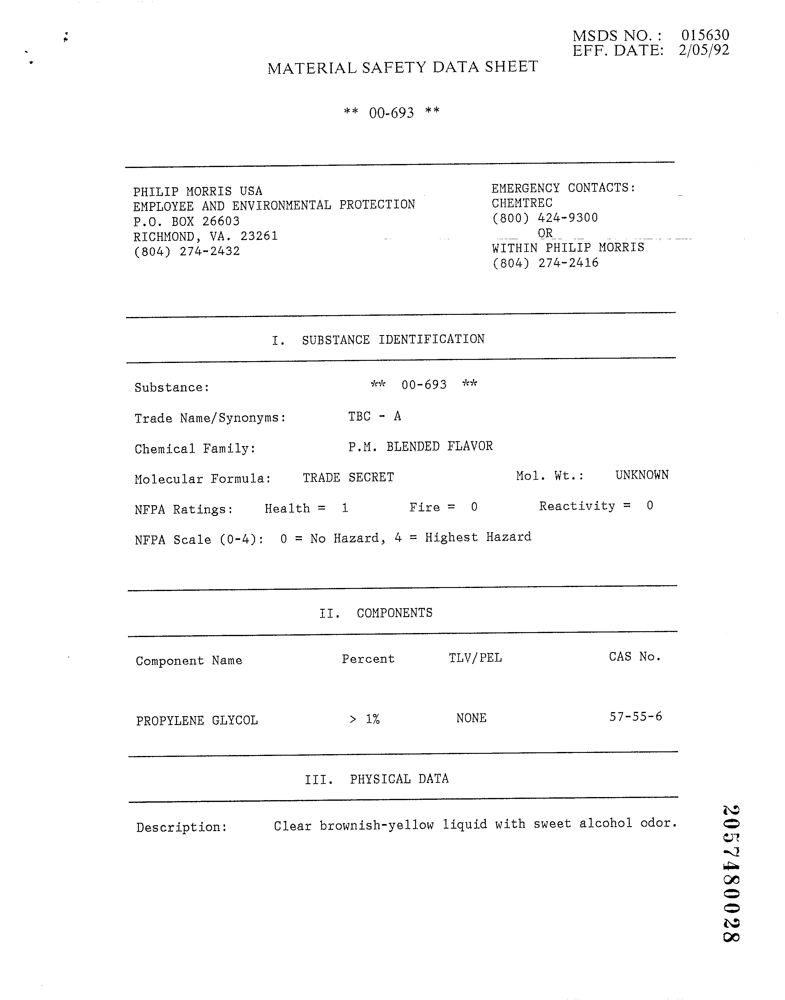 MSDS NO. : 015630
EFF. DATE: 2/05/92
MATERIAL SAFETY DATA SHEET
** 00-693 **
PHILIP MORRIS USA
EMPLOYEE AND ENVIRONMENTAL PROTECTION
P.O. BOX 26603
RICHMOND, VA. 23261
(804) 274-2432
EMERGENCY CONTACTS:
CHEMTREC
(800) 424-9300
OR
WITHIN PHILIP MORRIS
(804) 274-2416
I. SUBSTANCE IDENTIFICATION
Substance: ** 00-693 **
Trade Name/Synonyms: TBC - A
Chemical Family: P.M. BLENDED FLAVOR
Molecular Formula: TRADE SECRET Mol. Wt.: UNKNOWN
NFPA Ratings: Health = 1 Fire = 0 Reactivity = 0
NFPA Scale (0-4): 0 = No Hazard, 4 = Highest Hazard
II. COMPONENTS
Component Name Percent TLV/PEL CAS No.
PROPYLENE GLYCOL > 1% NONE 57-55-6
III. PHYSICAL DATA
Description: Clear brownish-yellow liquid with sweet alcohol odor.
2057480028